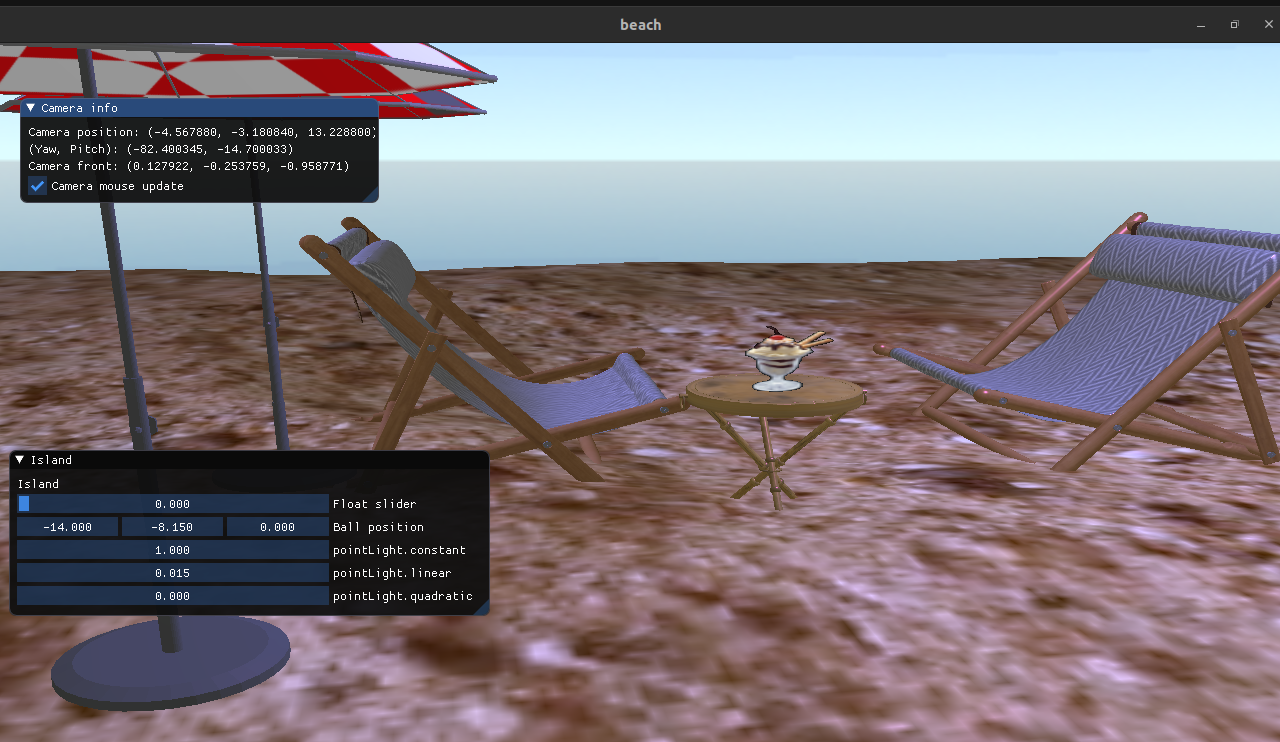 beach
Camera info
Camera position: (-4.567880, -3.180840, 13.228800)
(Yaw, Pitch): (-82.400345, -14.700033)
Camera front: (0.127922, -0.253759, -0.958771)
Camera mouse update
Island
Island
0.000 Float slider
-14.000 -8.150 0.000 Ball position
1.000 pointLight.constant
0.015 pointLight.linear
0.000 pointLight.quadratic